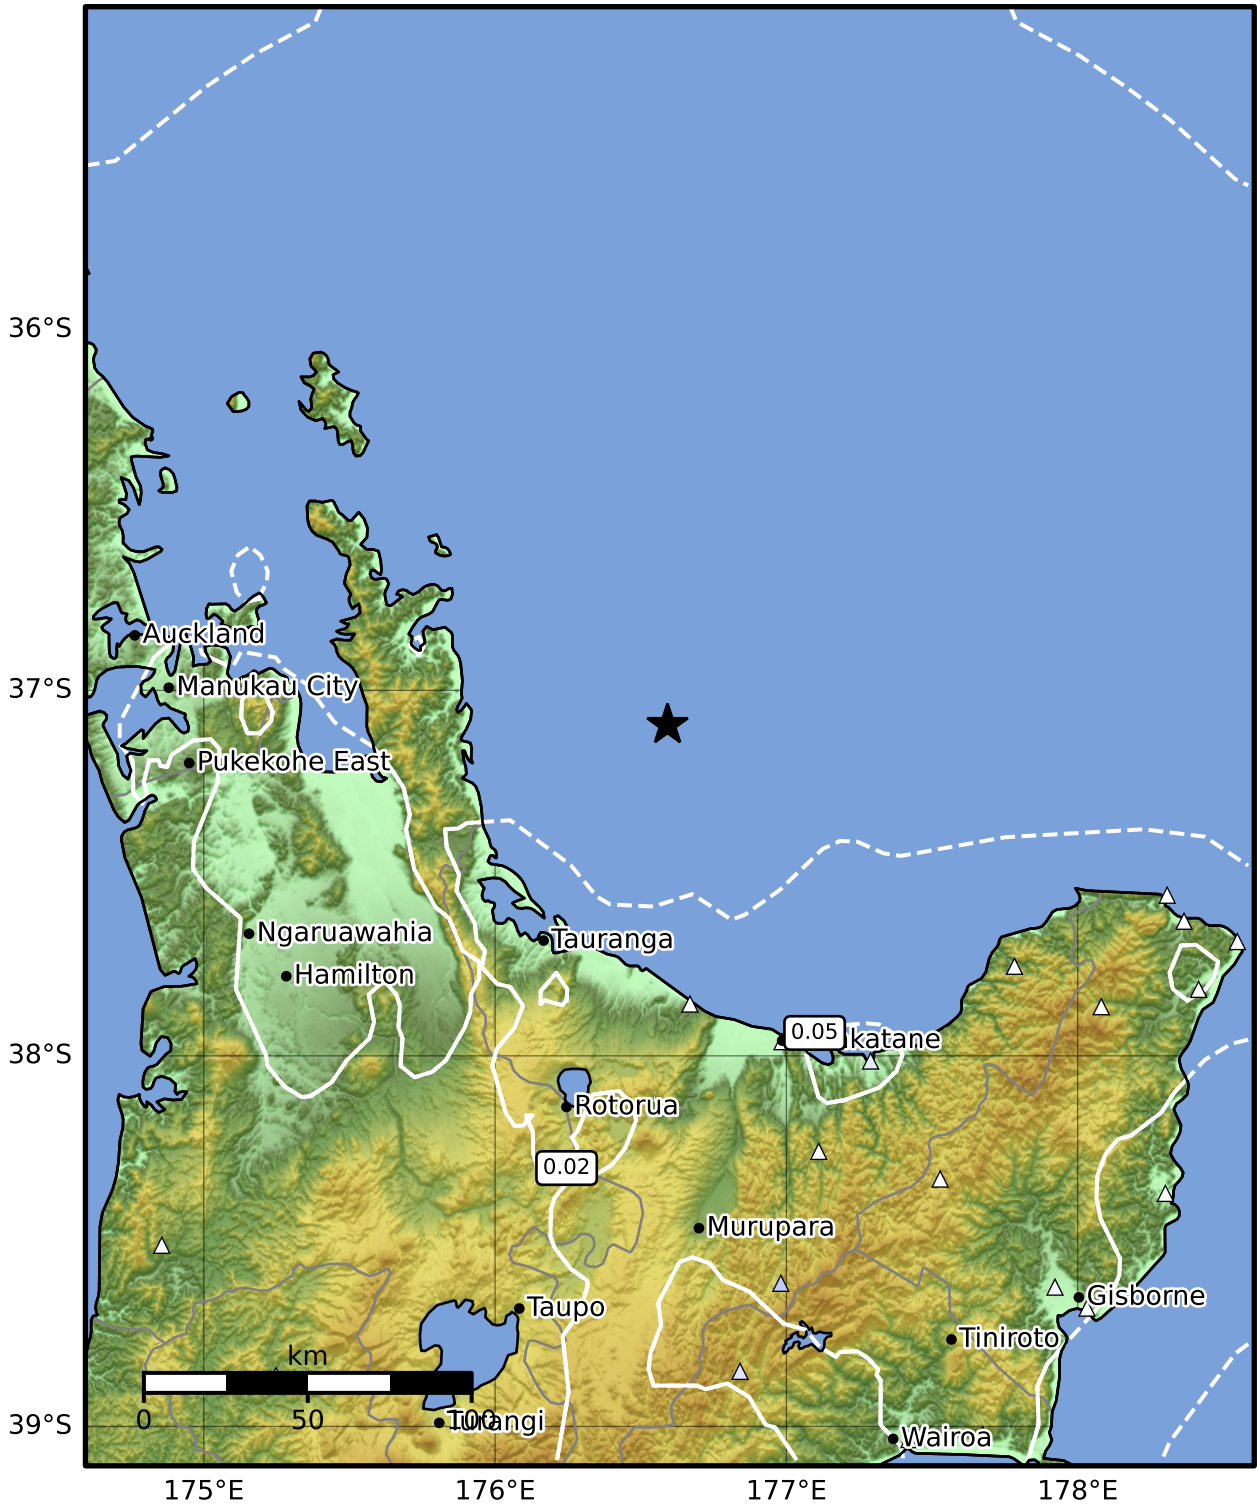 36°S
Auckland
37°S
Manukau City
Pukekohe East
Ngaruawahia
Tauranga
Hamilton
0.05
katane
38°S
Rotorua
0.02
Murupara
Gisborne
Taupo
Tiniroto
km
0 50 100
Turangi
39°S
Wairoa
175°E 176°E 177°E 178°E